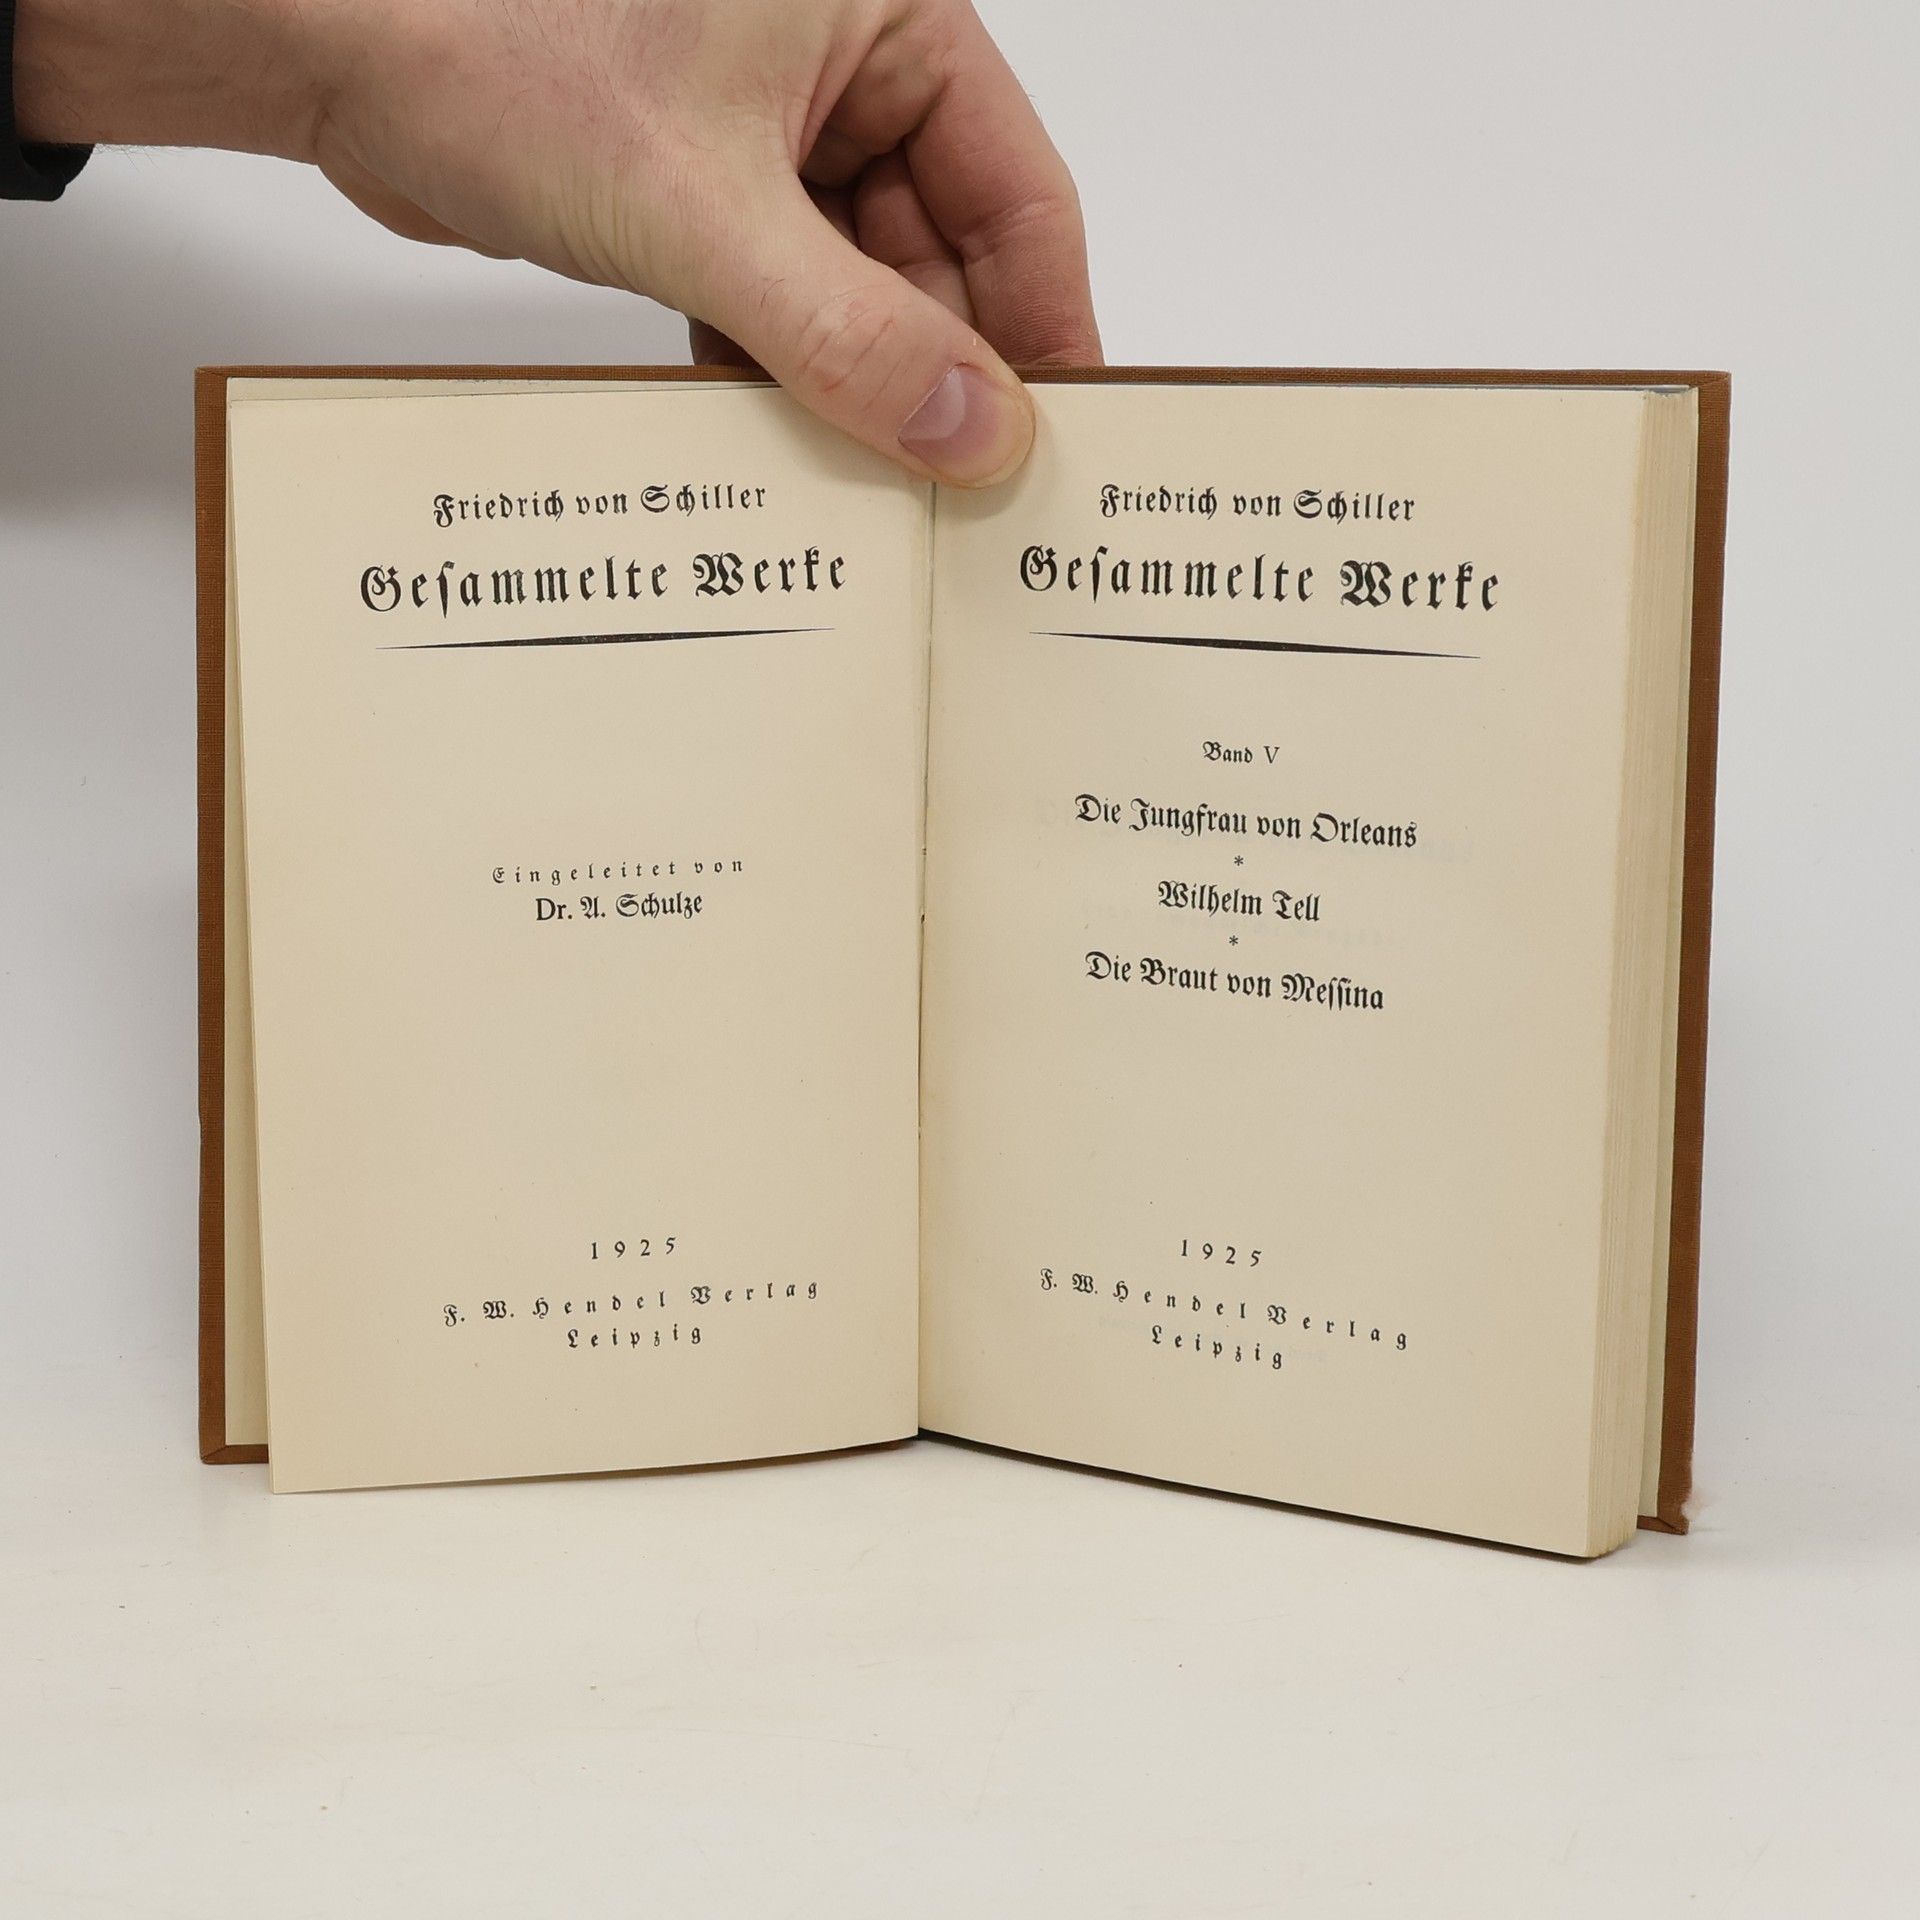 Friedrich von Schiller
Geſammelte Werke
Eingeleitet von
Dr. A. Schulze
1925
F. W. Hendel Verlag
Leipzig
Friedrich von Schiller
Geſammelte Werke
Band V
Die Jungfrau von Orleans
*
Wilhelm Tell
*
Die Braut von Meſſina
1925
F. W. Hendel Verlag
Leipzig